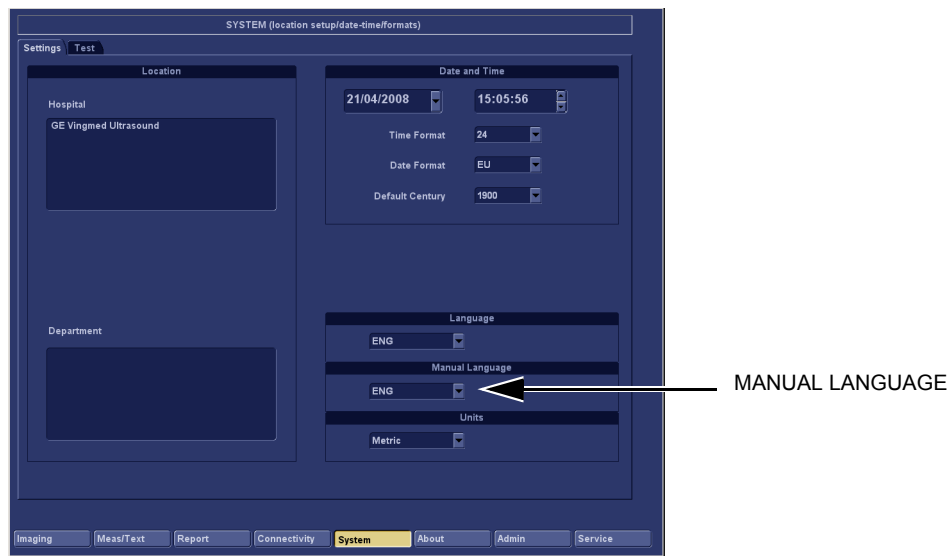 SYSTEM (location setup/date-time/formats)
Settings Test
Location
Hospital
GE Vingmed Ultrasound
Department
Date and Time
21/04/2008 15:05:56
Time Format 24
Date Format EU
Default Century 1900
Language
ENG
Manual Language
ENG
Units
Metric
MANUAL LANGUAGE
Imaging Meas/Text Report Connectivity System About Admin Service